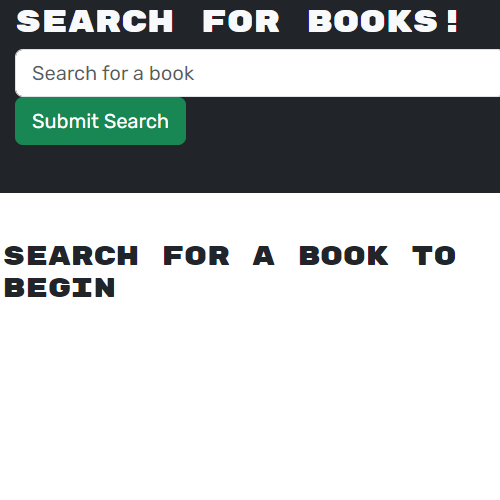 SEARCH FOR BOOKS!
Search for a book
Submit Search
SEARCH FOR A BOOK TO
BEGIN